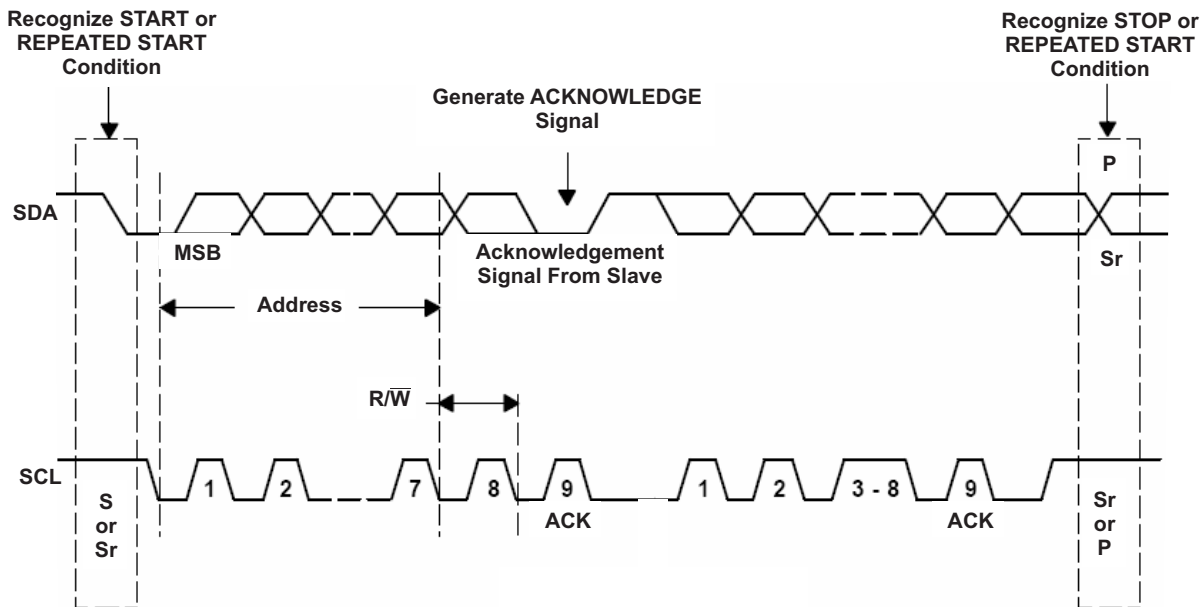 Recognize START or
REPEATED START
Condition
Recognize STOP or
REPEATED START
Condition
Generate ACKNOWLEDGE
Signal
P
SDA
MSB
Acknowledgement
Signal From Slave
Sr
Address
R/W̅
SCL
1
2
7
8
9
1
2
3 - 8
9
S
or
Sr
ACK
ACK
Sr
or
P